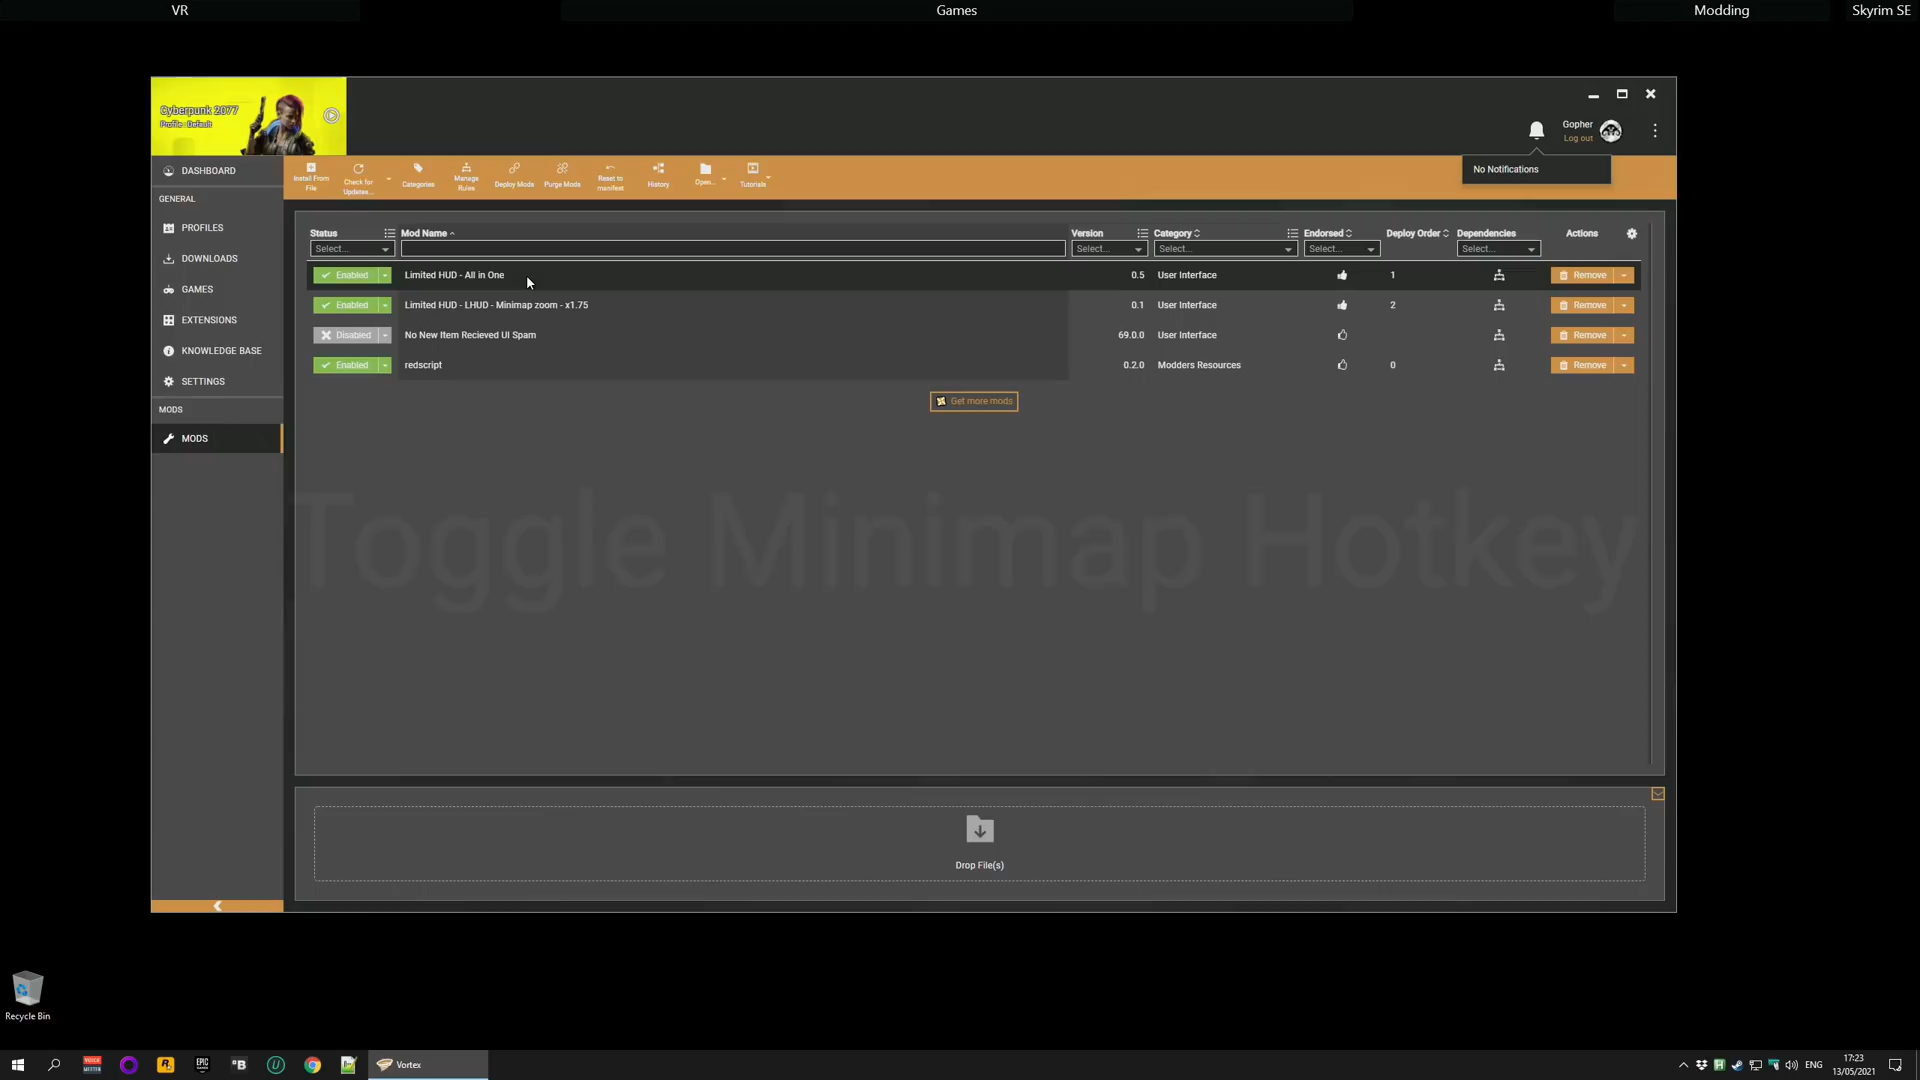 VR Games Modding Skyrim SE
Cyberpunk 2077
Profile : Default
Gopher
Log out
No Notifications
DASHBOARD
GENERAL
PROFILES
DOWNLOADS
GAMES
EXTENSIONS
KNOWLEDGE BASE
SETTINGS
MODS
MODS
Install From
File
Check for
Updates...
Categories
Manage
Rules
Deploy Mods
Purge Mods
Reset to
manifest
History
Open...
Tutorials
Status Mod Name Version Category Endorsed Deploy Order Dependencies Actions
Select... Select... Select... Select... Select...
Enabled Limited HUD - All in One 0.5 User Interface 1 Remove
Enabled Limited HUD - LHUD - Minimap zoom - x1.75 0.1 User Interface 2 Remove
Disabled No New Item Recieved UI Spam 69.0.0 User Interface Remove
Enabled redscript 0.2.0 Modders Resources 0 Remove
Get more mods
Toggle Minimap Hotkey
Drop File(s)
Recycle Bin
VOICE
MEETER
R
EPIC
GAMES
B
U
Vortex
ENG
17:23
13/05/2021